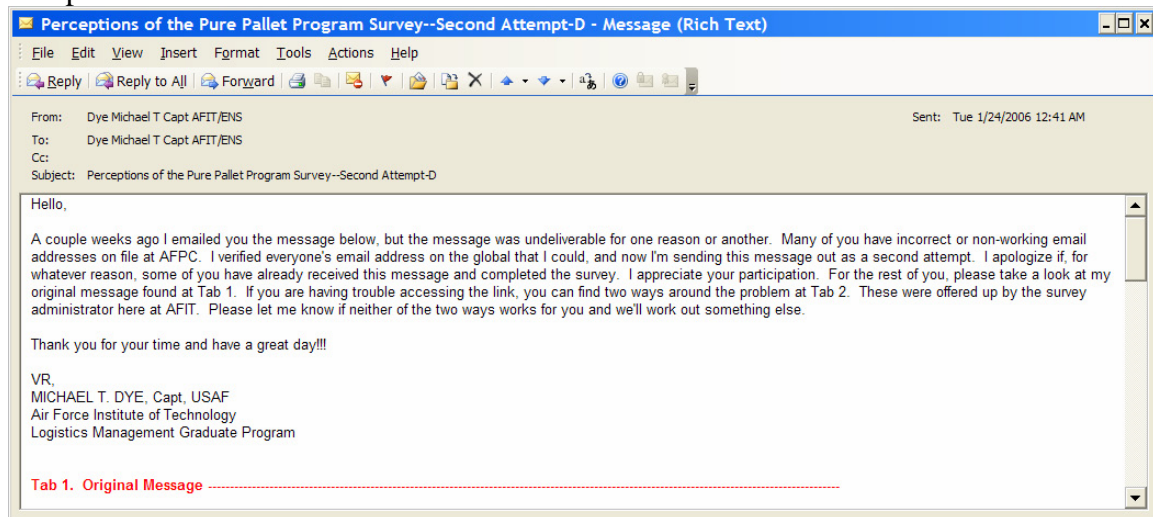 Perceptions of the Pure Pallet Program Survey--Second Attempt-D - Message (Rich Text)
File Edit View Insert Format Tools Actions Help
Reply Reply to All Forward
From: Dye Michael T Capt AFIT/ENS Sent: Tue 1/24/2006 12:41 AM
To: Dye Michael T Capt AFIT/ENS
Cc:
Subject: Perceptions of the Pure Pallet Program Survey--Second Attempt-D
Hello,
A couple weeks ago I emailed you the message below, but the message was undeliverable for one reason or another. Many of you have incorrect or non-working email
addresses on file at AFPC. I verified everyone's email address on the global that I could, and now I'm sending this message out as a second attempt. I apologize if, for
whatever reason, some of you have already received this message and completed the survey. I appreciate your participation. For the rest of you, please take a look at my
original message found at Tab 1. If you are having trouble accessing the link, you can find two ways around the problem at Tab 2. These were offered up by the survey
administrator here at AFIT. Please let me know if neither of the two ways works for you and we'll work out something else.
Thank you for your time and have a great day!!!
VR,
MICHAEL T. DYE, Capt, USAF
Air Force Institute of Technology
Logistics Management Graduate Program
Tab 1. Original Message ----------------------------------------------------------------------------------------------------